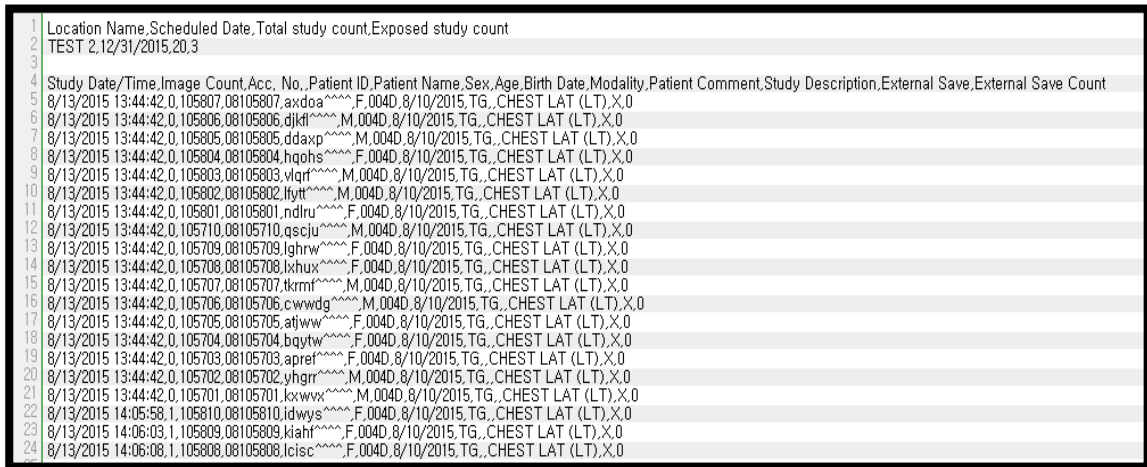 1 Location Name,Scheduled Date,Total study count,Exposed study count
2 TEST 2,12/31/2015,20,3
3
4 Study Date/Time,Image Count,Acc, No,,Patient ID,Patient Name,Sex,Age,Birth Date,Modality,Patient Comment,Study Description,External Save,External Save Count
5 8/13/2015 13:44:42,0,105807,08105807,axdoa^^^^,F,004D,8/10/2015,TG,,CHEST LAT (LT),X,0
6 8/13/2015 13:44:42,0,105806,08105806,djkfl^^^^,M,004D,8/10/2015,TG,,CHEST LAT (LT),X,0
7 8/13/2015 13:44:42,0,105805,08105805,ddaxp^^^^,M,004D,8/10/2015,TG,,CHEST LAT (LT),X,0
8 8/13/2015 13:44:42,0,105804,08105804,hqohs^^^^,F,004D,8/10/2015,TG,,CHEST LAT (LT),X,0
9 8/13/2015 13:44:42,0,105803,08105803,vlqrf^^^^,M,004D,8/10/2015,TG,,CHEST LAT (LT),X,0
10 8/13/2015 13:44:42,0,105802,08105802,lfytt^^^^,M,004D,8/10/2015,TG,,CHEST LAT (LT),X,0
11 8/13/2015 13:44:42,0,105801,08105801,ndlru^^^^,F,004D,8/10/2015,TG,,CHEST LAT (LT),X,0
12 8/13/2015 13:44:42,0,105710,08105710,qscju^^^^,M,004D,8/10/2015,TG,,CHEST LAT (LT),X,0
13 8/13/2015 13:44:42,0,105709,08105709,lghrw^^^^,F,004D,8/10/2015,TG,,CHEST LAT (LT),X,0
14 8/13/2015 13:44:42,0,105708,08105708,lxhux^^^^,F,004D,8/10/2015,TG,,CHEST LAT (LT),X,0
15 8/13/2015 13:44:42,0,105707,08105707,tkrmf^^^^,M,004D,8/10/2015,TG,,CHEST LAT (LT),X,0
16 8/13/2015 13:44:42,0,105706,08105706,cwwdg^^^^,M,004D,8/10/2015,TG,,CHEST LAT (LT),X,0
17 8/13/2015 13:44:42,0,105705,08105705,atjww^^^^,F,004D,8/10/2015,TG,,CHEST LAT (LT),X,0
18 8/13/2015 13:44:42,0,105704,08105704,bqytw^^^^,F,004D,8/10/2015,TG,,CHEST LAT (LT),X,0
19 8/13/2015 13:44:42,0,105703,08105703,apref^^^^,F,004D,8/10/2015,TG,,CHEST LAT (LT),X,0
20 8/13/2015 13:44:42,0,105702,08105702,yhgrr^^^^,M,004D,8/10/2015,TG,,CHEST LAT (LT),X,0
21 8/13/2015 13:44:42,0,105701,08105701,kxwvx^^^^,M,004D,8/10/2015,TG,,CHEST LAT (LT),X,0
22 8/13/2015 14:05:58,1,105810,08105810,idwys^^^^,F,004D,8/10/2015,TG,,CHEST LAT (LT),X,0
23 8/13/2015 14:06:03,1,105809,08105809,kiahf^^^^,F,004D,8/10/2015,TG,,CHEST LAT (LT),X,0
24 8/13/2015 14:06:08,1,105808,08105808,lcisc^^^^,F,004D,8/10/2015,TG,,CHEST LAT (LT),X,0